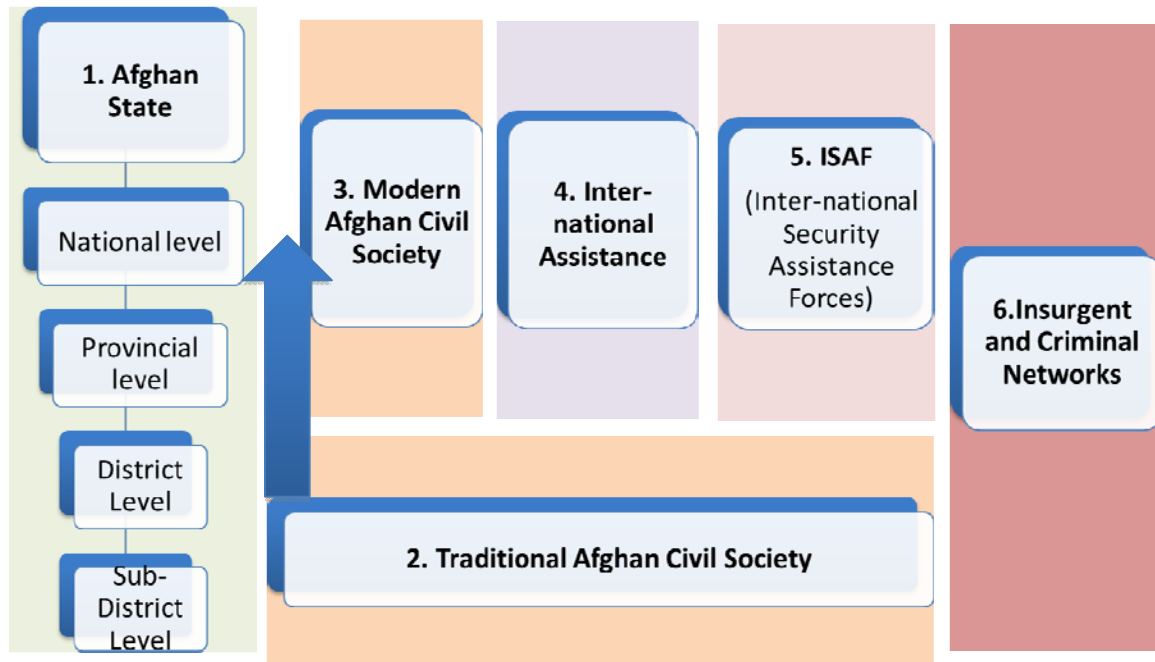 1. Afghan
State
National level
Provincial
level
District
Level
Sub-
District
Level
2. Traditional Afghan Civil Society
3. Modern
Afghan Civil
Society
4. Inter-
national
Assistance
5. ISAF
(Inter-national
Security
Assistance
Forces)
6.Insurgent
and Criminal
Networks